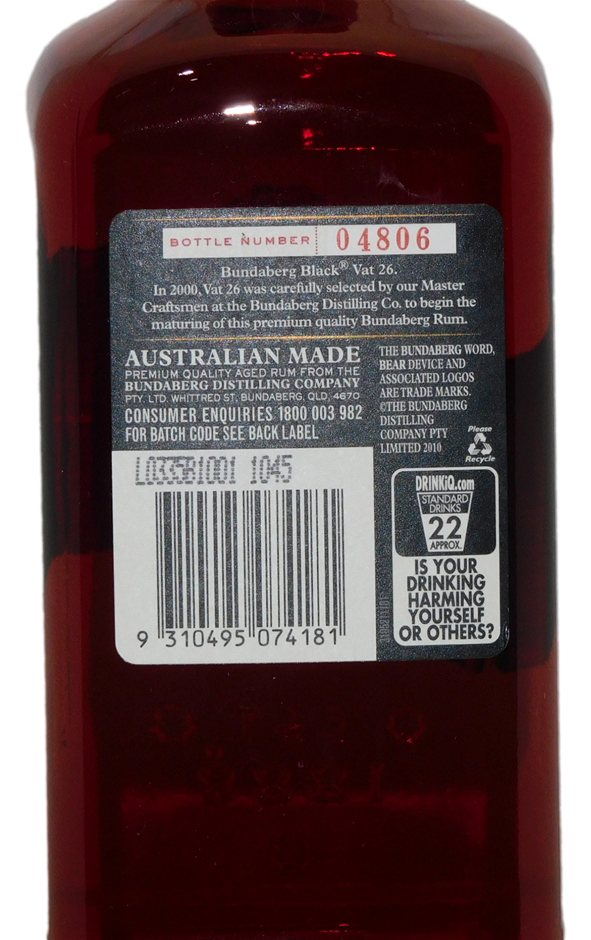 BOTTLE NUMBER 04806
Bundaberg Black® Vat 26.
In 2000, Vat 26 was carefully selected by our Master
Craftsmen at the Bundaberg Distilling Co. to begin the
maturing of this premium quality Bundaberg Rum.
AUSTRALIAN MADE
PREMIUM QUALITY AGED RUM FROM THE
BUNDABERG DISTILLING COMPANY
PTY. LTD. WHITTRED ST, BUNDABERG, QLD, 4670
CONSUMER ENQUIRIES 1800 003 982
FOR BATCH CODE SEE BACK LABEL
THE BUNDABERG WORD,
BEAR DEVICE AND
ASSOCIATED LOGOS
ARE TRADE MARKS.
©THE BUNDABERG
DISTILLING
COMPANY PTY
LIMITED 2010
Please
Recycle
L0335B1001 1045
9 310495 074181
DRINKiQ.com
STANDARD
DRINKS
22
APPROX.
IS YOUR
DRINKING
HARMING
YOURSELF
OR OTHERS?